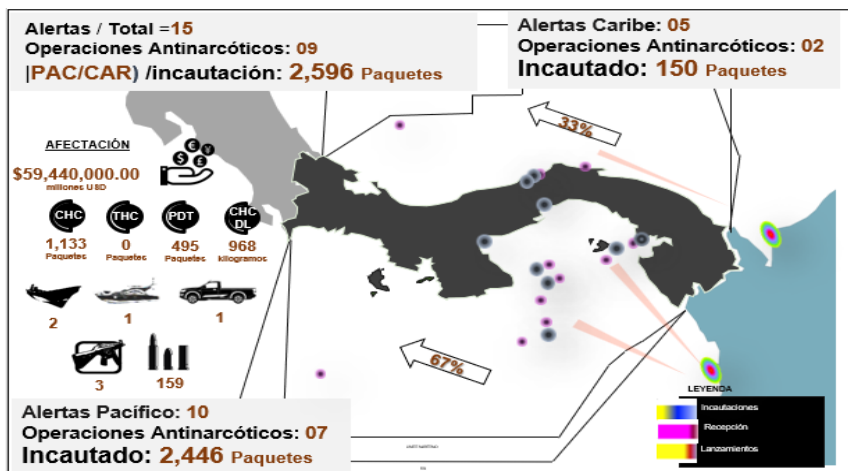 Alertas / Total =15
Operaciones Antinarcóticos: 09
|PAC/CAR) /incautación: 2,596 Paquetes
Alertas Caribe: 05
Operaciones Antinarcóticos: 02
Incautado: 150 Paquetes
33%
AFECTACIÓN
$59,440,000.00
millones USD
CHC
THC
PDT
CHC DL
1,133
Paquetes
0
Paquetes
495
Paquetes
968
kilogramos
2
1
1
3
159
67%
Alertas Pacífico: 10
Operaciones Antinarcóticos: 07
Incautado: 2,446 Paquetes
LEYENDA
Incautaciones
Recepción
Lanzamientos